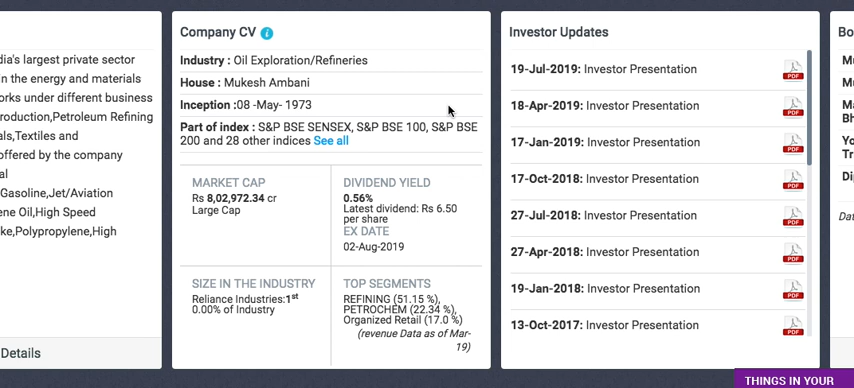 dia's largest private sector
in the energy and materials
orks under different business
roduction,Petroleum Refining
als,Textiles and
offered by the company
al
Gasoline,Jet/Aviation
ene Oil,High Speed
ke,Polypropylene,High
Details
Company CV
Industry : Oil Exploration/Refineries
House : Mukesh Ambani
Inception :08 -May- 1973
Part of index : S&P BSE SENSEX, S&P BSE 100, S&P BSE
200 and 28 other indices See all
MARKET CAP
Rs 8,02,972.34 cr
Large Cap
DIVIDEND YIELD
0.56%
Latest dividend: Rs 6.50
per share
EX DATE
02-Aug-2019
SIZE IN THE INDUSTRY
Reliance Industries:1st
0.00% of Industry
TOP SEGMENTS
REFINING (51.15 %),
PETROCHEM (22.34 %),
Organized Retail (17.0 %)
(revenue Data as of Mar-
19)
Investor Updates
19-Jul-2019: Investor Presentation
PDF
18-Apr-2019: Investor Presentation
PDF
17-Jan-2019: Investor Presentation
PDF
17-Oct-2018: Investor Presentation
PDF
27-Jul-2018: Investor Presentation
PDF
27-Apr-2018: Investor Presentation
PDF
19-Jan-2018: Investor Presentation
PDF
13-Oct-2017: Investor Presentation
PDF
Bo
Mu
Mu
Ma
Bh
Yo
Tr
Di
Dat
THINGS IN YOUR